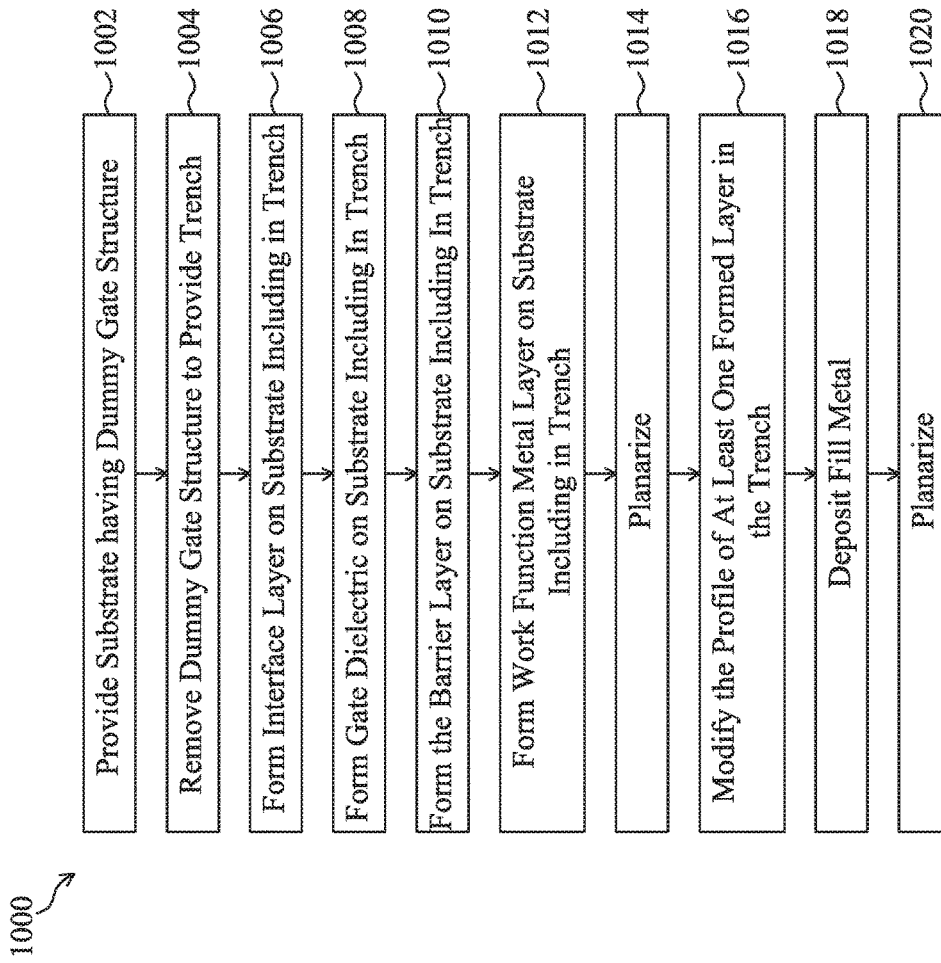 1000
Provide Substrate having Dummy Gate Structure
1002
Remove Dummy Gate Structure to Provide Trench
1004
Form Interface Layer on Substrate Including in Trench
1006
Form Gate Dielectric on Substrate Including In Trench
1008
Form the Barrier Layer on Substrate Including In Trench
1010
Form Work Function Metal Layer on Substrate
Including in Trench
1012
Planarize
1014
Modify the Profile of At Least One Formed Layer in
the Trench
1016
Deposit Fill Metal
1018
Planarize
1020